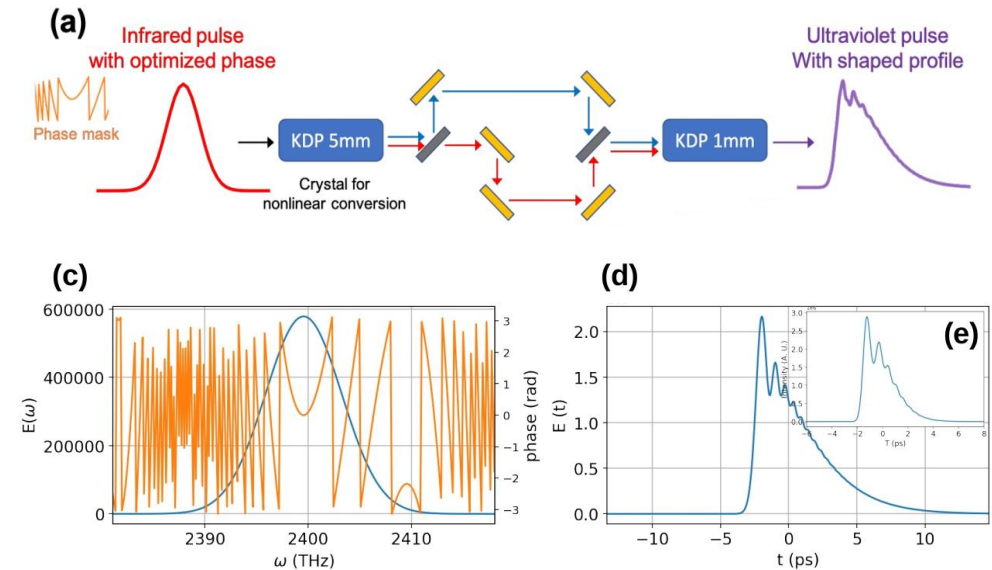 (a)
Infrared pulse
with optimized phase
Ultraviolet pulse
With shaped profile
Phase mask
KDP 5mm
KDP 1mm
Crystal for
nonlinear conversion
(c)
600000
400000
200000
0
E(ω)
3
2
1
0
−1
−2
−3
phase (rad)
2390
2400
2410
ω (THz)
(d)
2.0
1.5
1.0
0.5
0.0
E (t)
−10
−5
0
5
10
t (ps)
(e)
3.0
2.5
2.0
1.5
1.0
0.5
0.0
Intensity (A. U.)
−4
−2
0
2
4
6
8
T (ps)